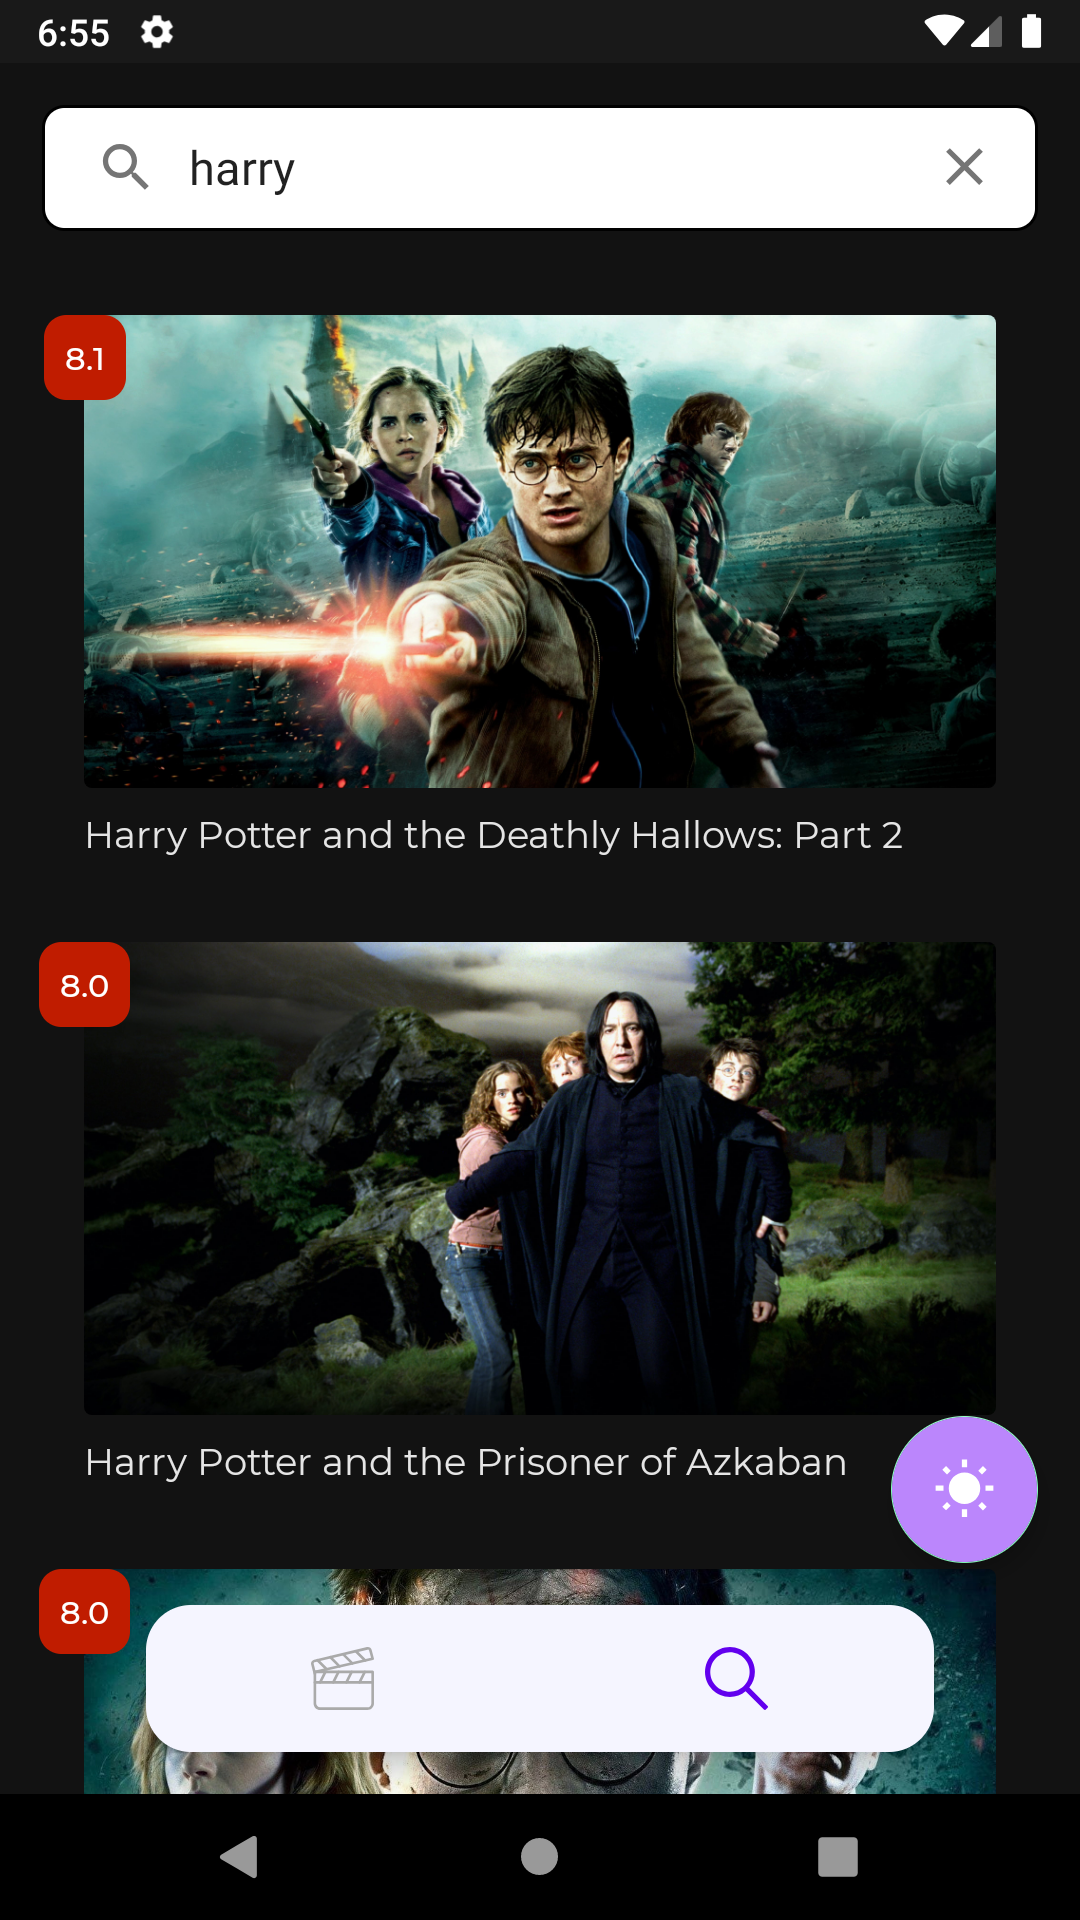 6:55
harry
8.1
Harry Potter and the Deathly Hallows: Part 2
8.0
Harry Potter and the Prisoner of Azkaban
8.0